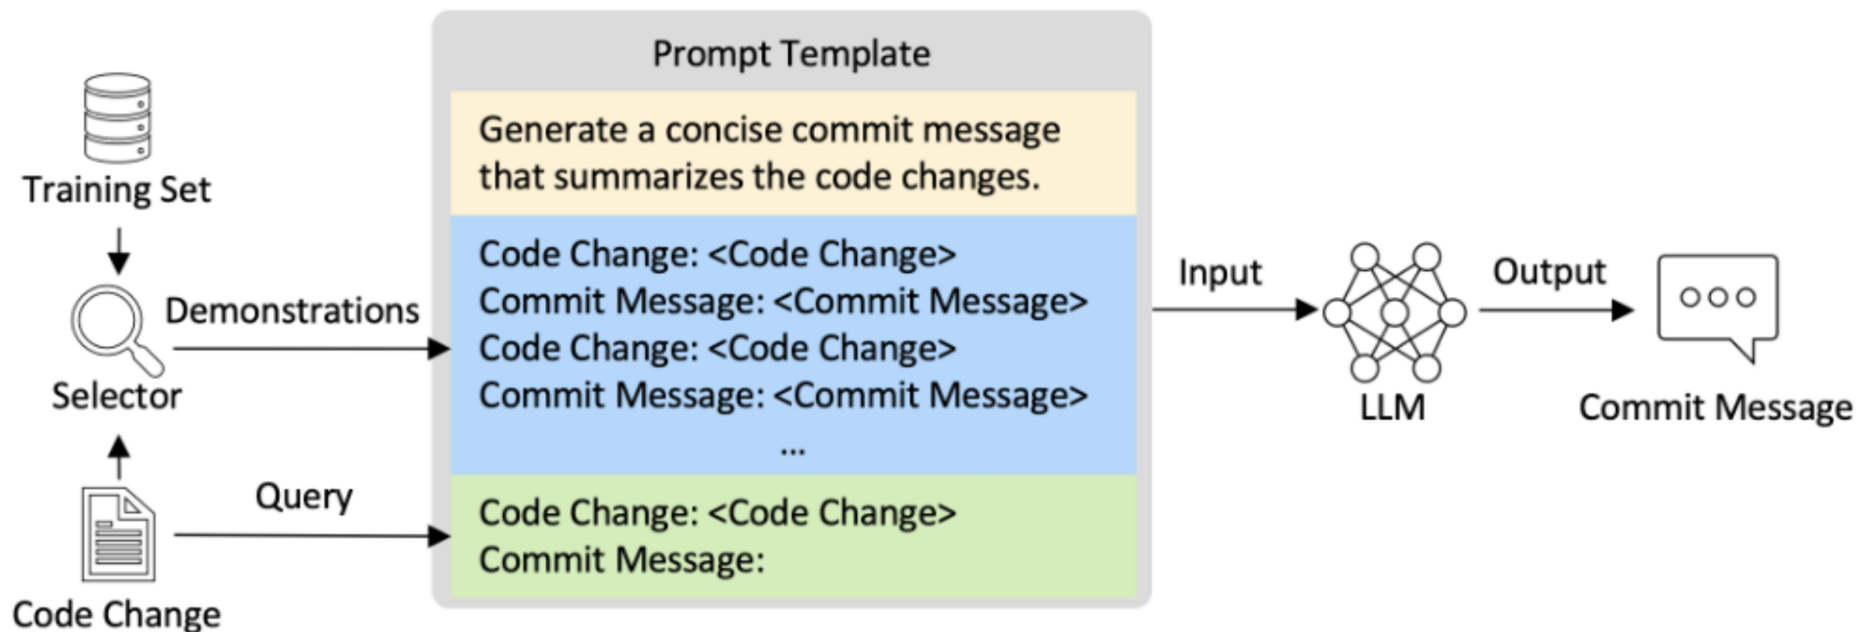 Training Set
Selector
Code Change
Demonstrations
Query
Prompt Template
Generate a concise commit message
that summarizes the code changes.
Code Change: <Code Change>
Commit Message: <Commit Message>
Code Change: <Code Change>
Commit Message: <Commit Message>
...
Code Change: <Code Change>
Commit Message:
Input
LLM
Output
Commit Message